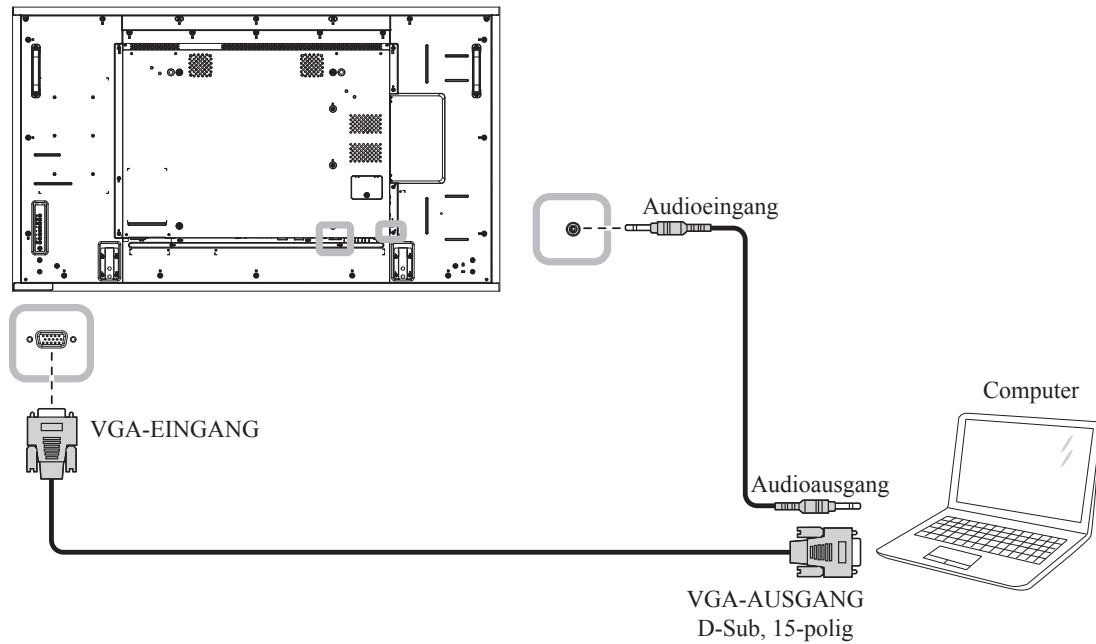 Audioeingang
VGA-EINGANG
Computer
Audioausgang
VGA-AUSGANG
D-Sub, 15-polig